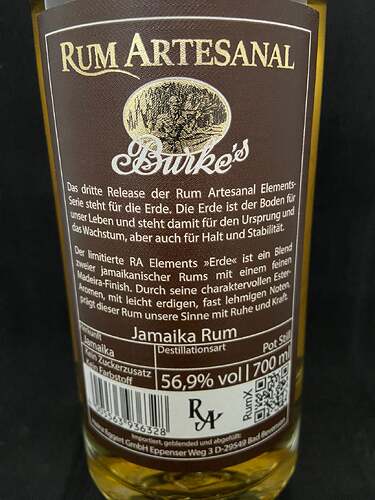 RUM ARTESANAL
Burke's
Das dritte Release der Rum Artesanal Elements-
Serie steht für die Erde. Die Erde ist der Boden für
unser Leben und steht damit für den Ursprung und
das Wachstum, aber auch für Halt und Stabilität.
Der limitierte RA Elements »Erde« ist ein Blend
zweier jamaikanischer Rums mit einem feinen
Madeira-Finish. Durch seine charaktervollen Ester-
Aromen, mit leicht erdigen, fast lehmigen Noten,
prägt dieser Rum unsere Sinne mit Ruhe und Kraft.
Jamaika Rum
Herkunft Destillationsart
Jamaika Pot Still
Kein Zuckerzusatz
Kein Farbstoff
56,9% vol 700 ml
RA
RumX
936328
Importiert, geblended und abgefüllt:
Eggert GmbH Eppenser Weg 3 D-29549 Bad Bevensen